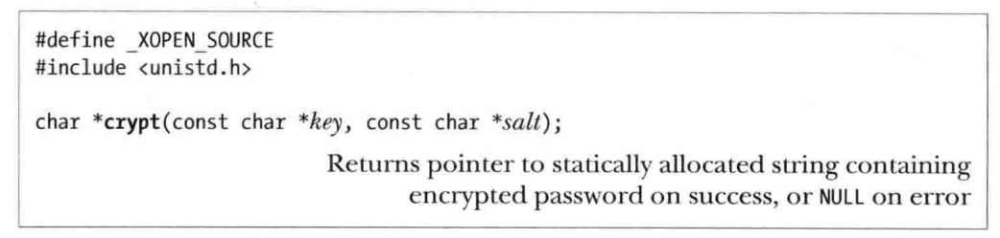 #define _XOPEN_SOURCE
#include <unistd.h>
char *crypt(const char *key, const char *salt);
Returns pointer to statically allocated string containing
encrypted password on success, or NULL on error